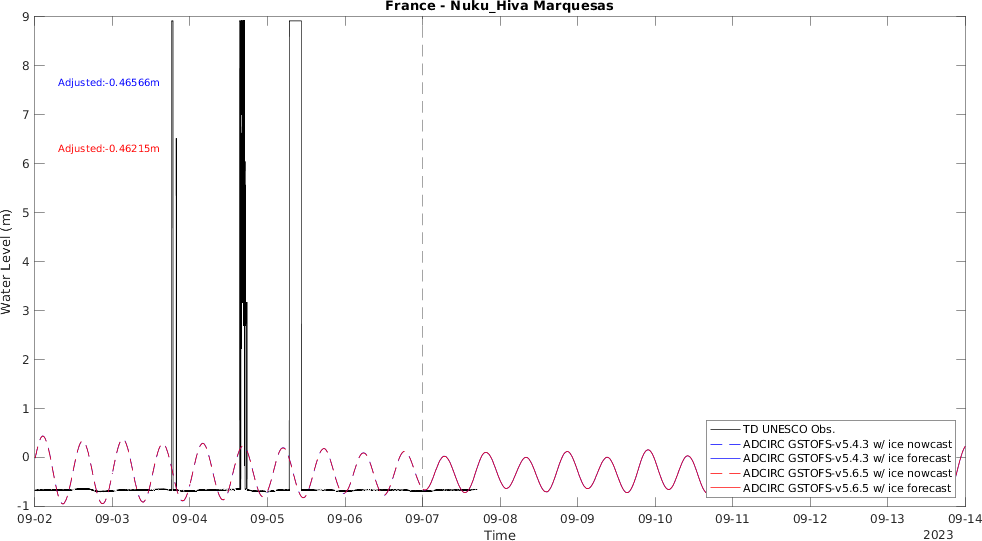 France - Nuku_Hiva Marquesas
9
8
7
6
5
4
3
2
1
0
-1
Water Level (m)
Adjusted:-0.46566m
Adjusted:-0.46215m
TD UNESCO Obs.
ADCIRC GSTOFS-v5.4.3 w/ ice nowcast
ADCIRC GSTOFS-v5.4.3 w/ ice forecast
ADCIRC GSTOFS-v5.6.5 w/ ice nowcast
ADCIRC GSTOFS-v5.6.5 w/ ice forecast
09-02 09-03 09-04 09-05 09-06 09-07 09-08 09-09 09-10 09-11 09-12 09-13 09-14
Time
2023